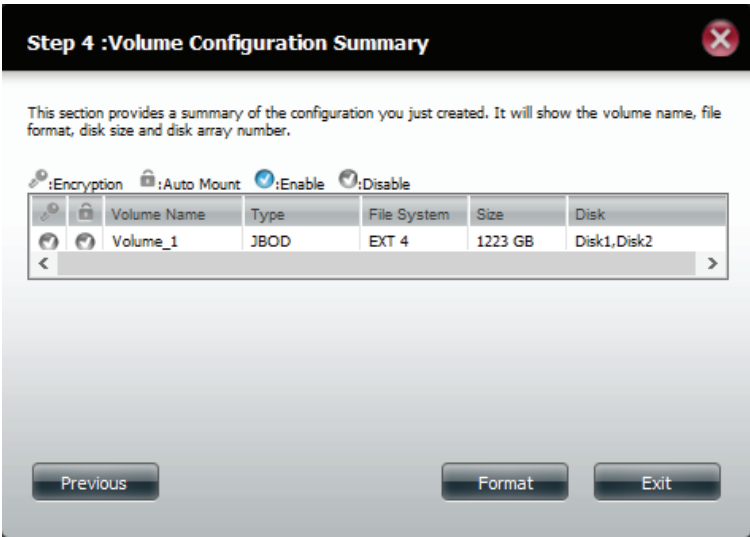 Step 4 :Volume Configuration Summary
This section provides a summary of the configuration you just created. It will show the volume name, file
format, disk size and disk array number.
:Encryption :Auto Mount :Enable :Disable
Volume Name Type File System Size Disk
Volume_1 JBOD EXT 4 1223 GB Disk1,Disk2
Previous Format Exit